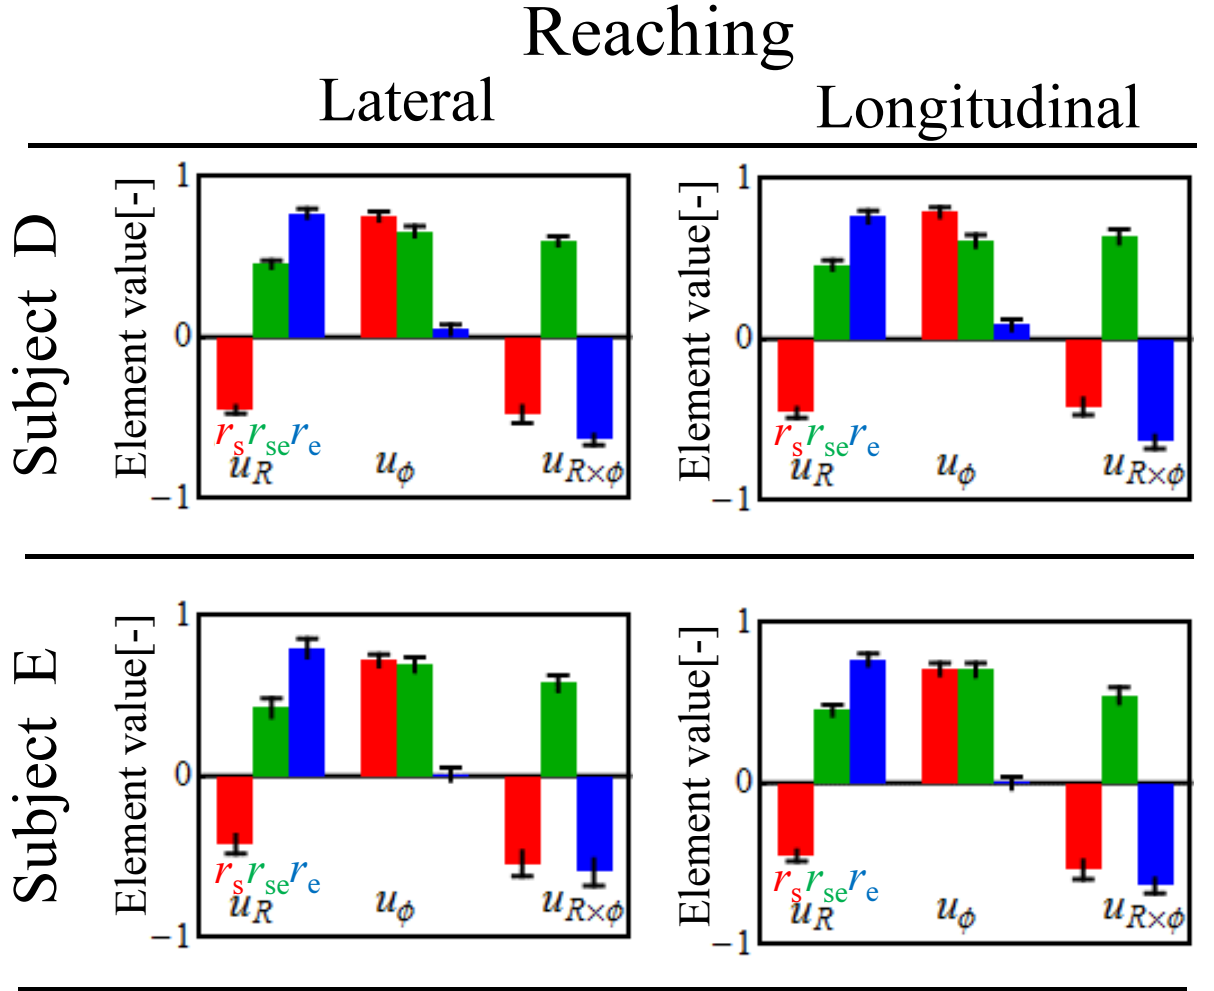 Reaching
Lateral Longitudinal
Subject D
Element value[-]
1
0
−1
rs rse re
uR uϕ uR×ϕ
Element value[-]
1
0
−1
rs rse re
uR uϕ uR×ϕ
Subject E
Element value[-]
1
0
−1
rs rse re
uR uϕ uR×ϕ
Element value[-]
1
0
−1
rs rse re
uR uϕ uR×ϕ